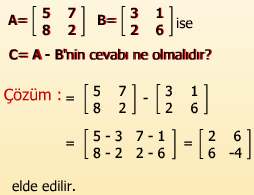 A= [ 5 7 ] B= [ 3 1 ] ise
[ 8 2 ] [ 2 6 ]
C= A - B'nin cevabı ne olmalıdır?
Çözüm : = [ 5 7 ] - [ 3 1 ]
[ 8 2 ] [ 2 6 ]
= [ 5 - 3 7 - 1 ] = [ 2 6 ]
[ 8 - 2 2 - 6 ] [ 6 -4 ]
elde edilir.